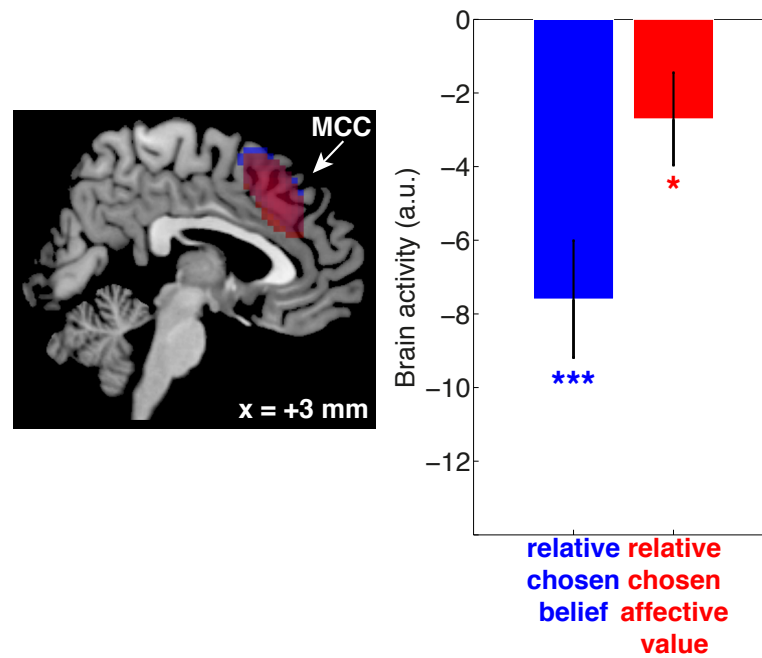 MCC
x = +3 mm
Brain activity (a.u.)
0
−2
−4
−6
−8
−10
−12
***
*
relative relative
chosen chosen
belief affective
value